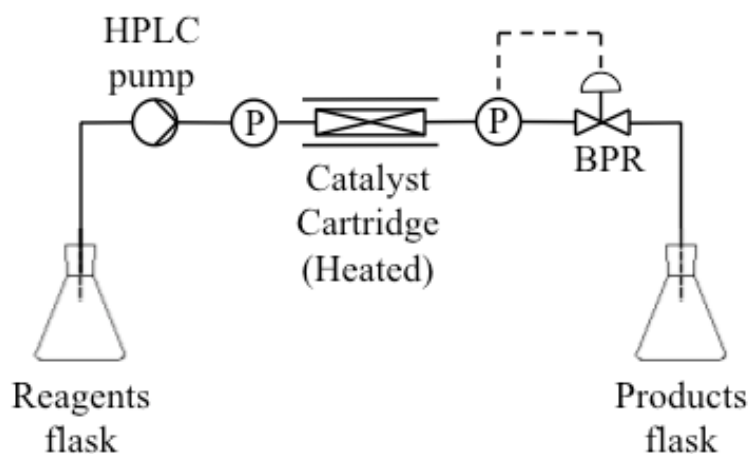 HPLC
pump
P
P
BPR
Catalyst
Cartridge
(Heated)
Reagents
flask
Products
flask